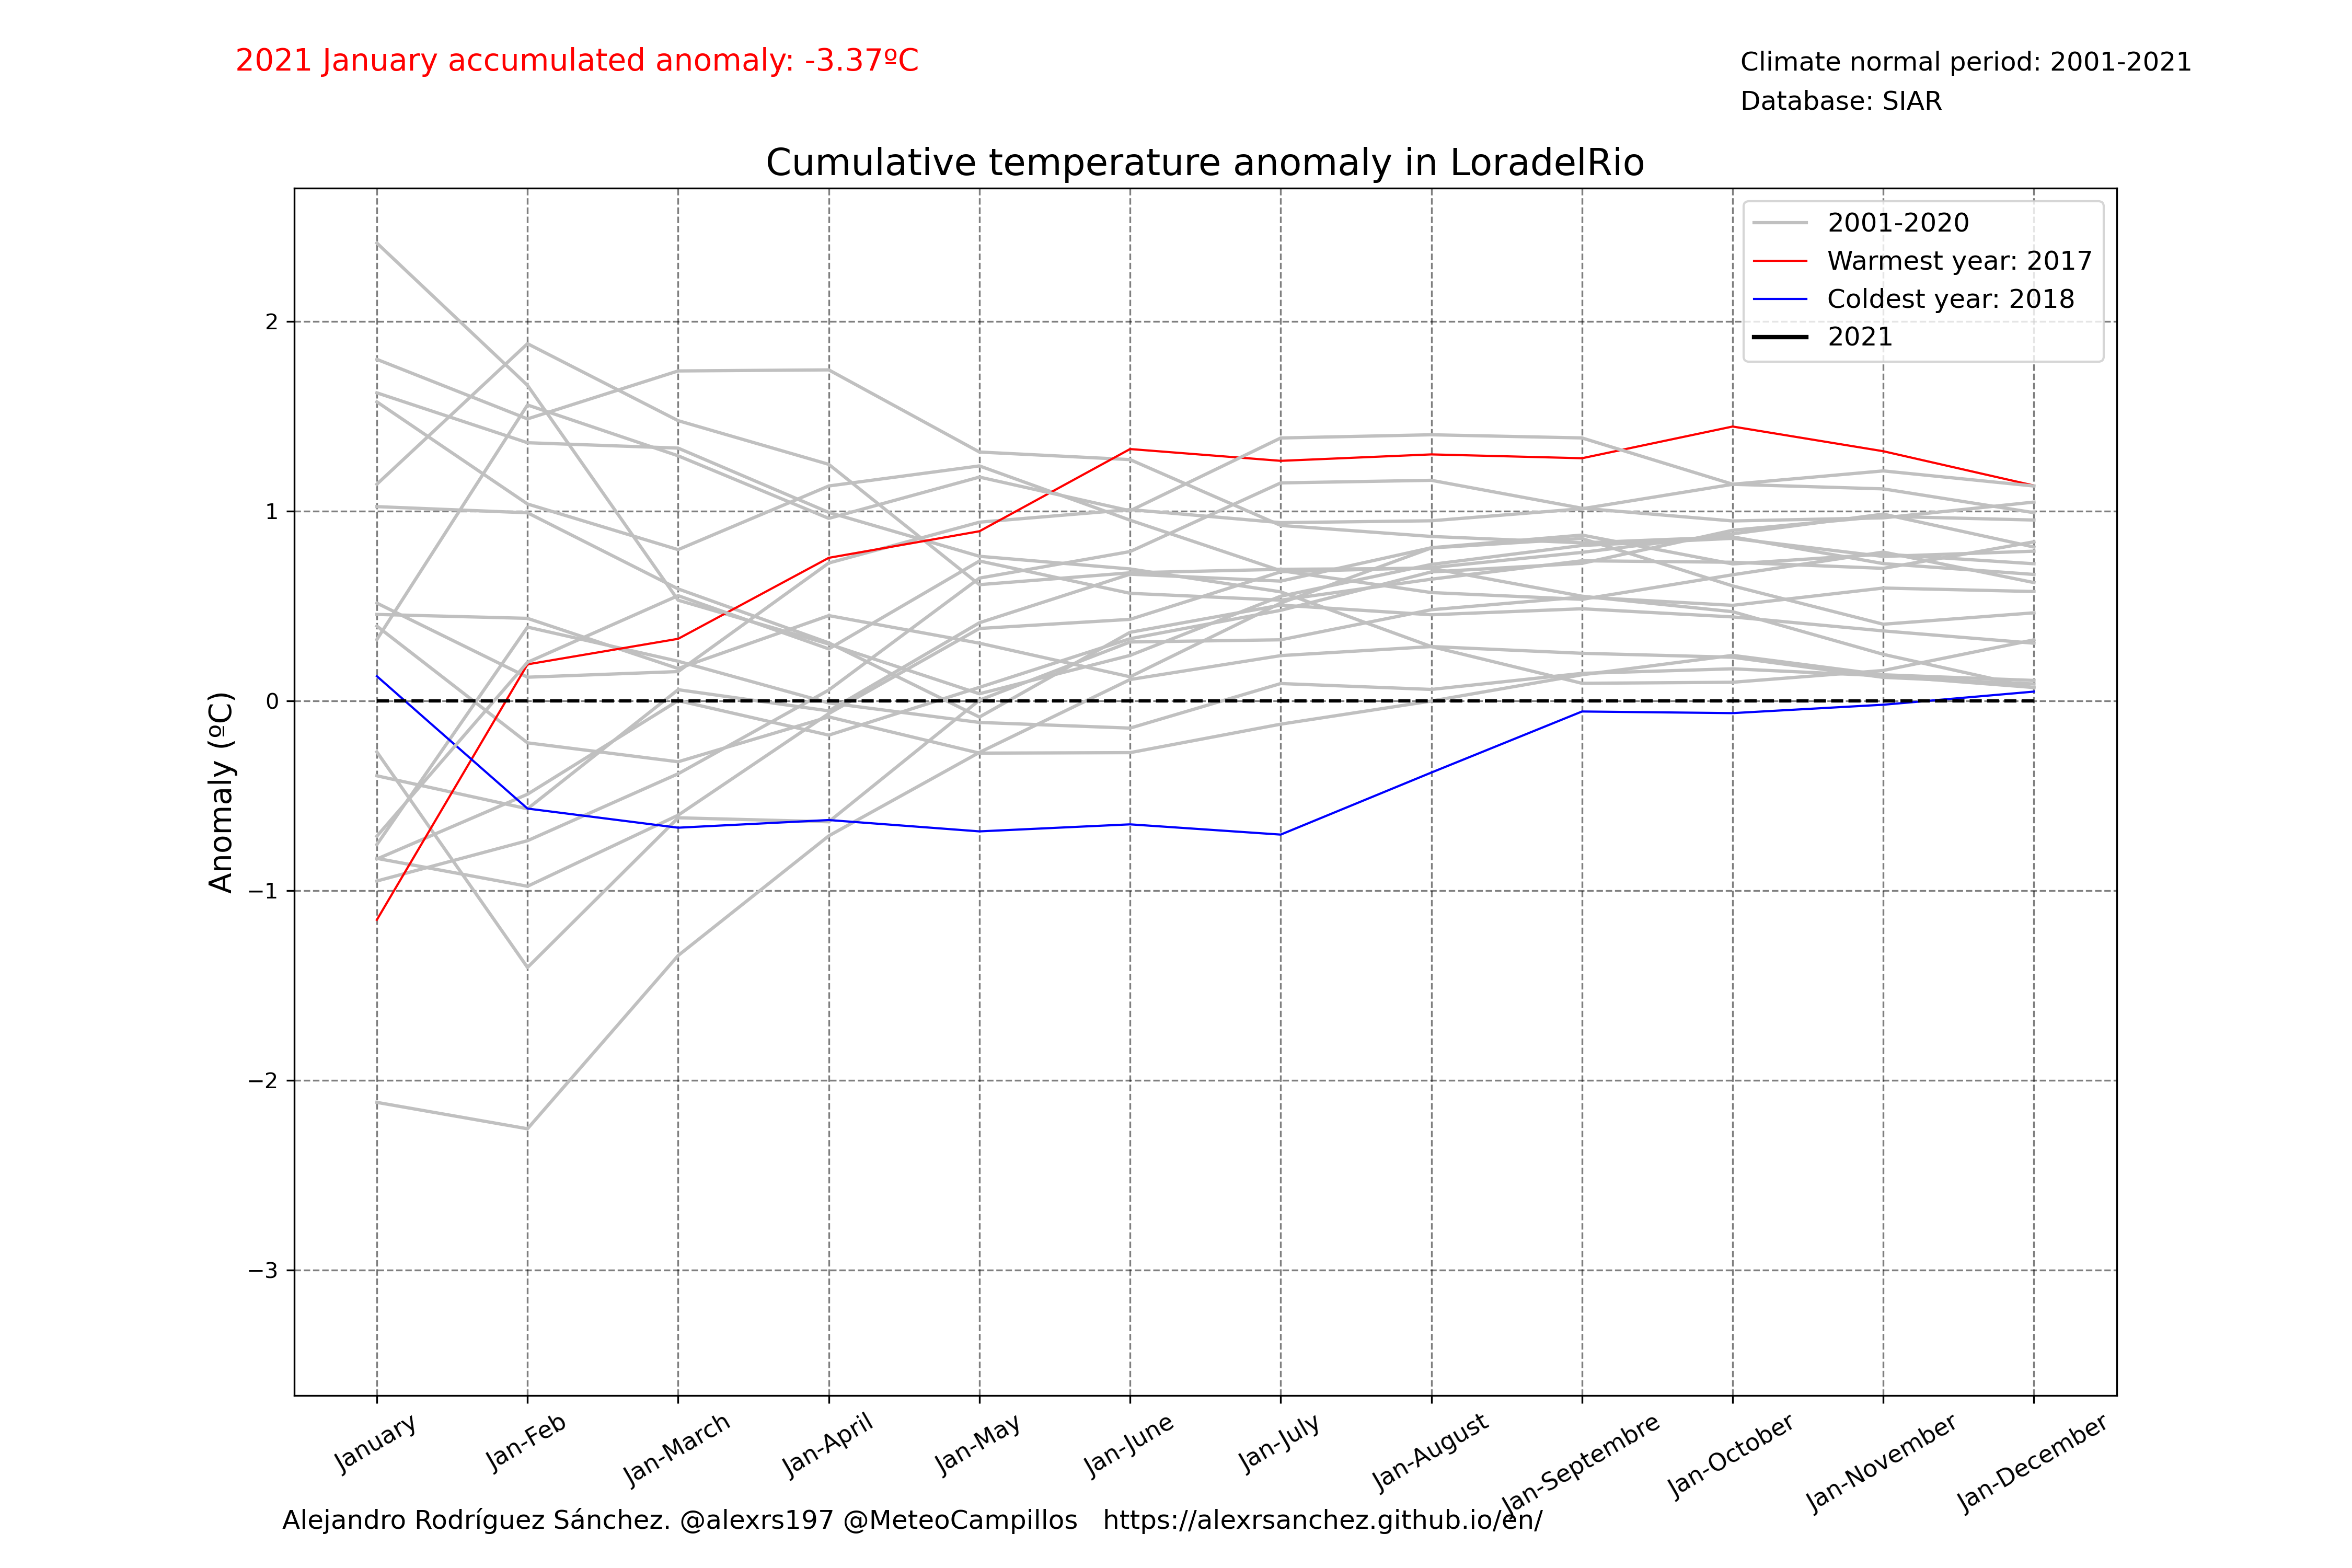 2021 January accumulated anomaly: -3.37ºC
Climate normal period: 2001-2021
Database: SIAR
Cumulative temperature anomaly in LoradelRio
2001-2020
Warmest year: 2017
Coldest year: 2018
2021
Anomaly (ºC)
2
1
0
−1
−2
−3
January
Jan-Feb
Jan-March
Jan-April
Jan-May
Jan-June
Jan-July
Jan-August
Jan-Septembre
Jan-October
Jan-November
Jan-December
Alejandro Rodríguez Sánchez. @alexrs197 @MeteoCampillos   https://alexrsanchez.github.io/en/